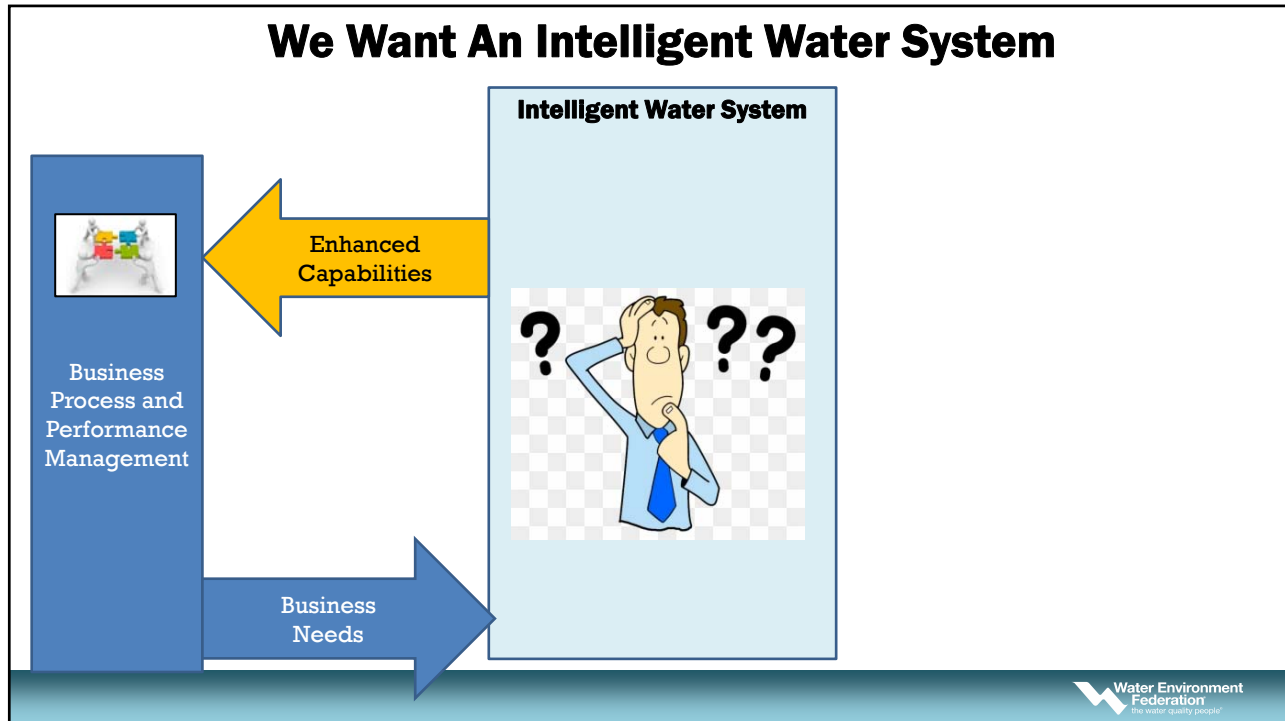 We Want An Intelligent Water System
Intelligent Water System
Enhanced
Capabilities
? ? ?
Business
Process and
Performance
Management
Business
Needs
Water Environment
Federation
the water quality people®